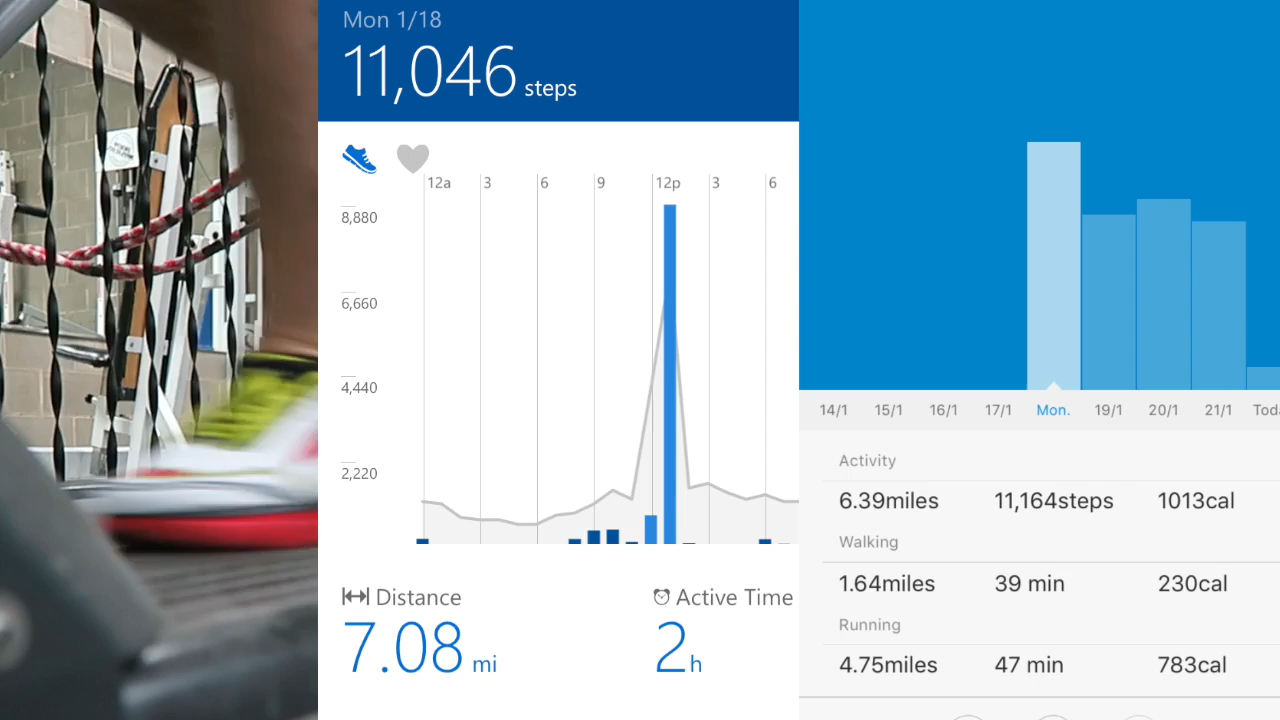 Mon 1/18
11,046 steps
12a 3 6 9 12p 3 6
8,880
6,660
4,440
2,220
Distance
7.08 mi
Active Time
2h
14/1 15/1 16/1 17/1 Mon. 19/1 20/1 21/1
Activity
6.39miles 11,164steps 1013cal
Walking
1.64miles 39 min 230cal
Running
4.75miles 47 min 783cal